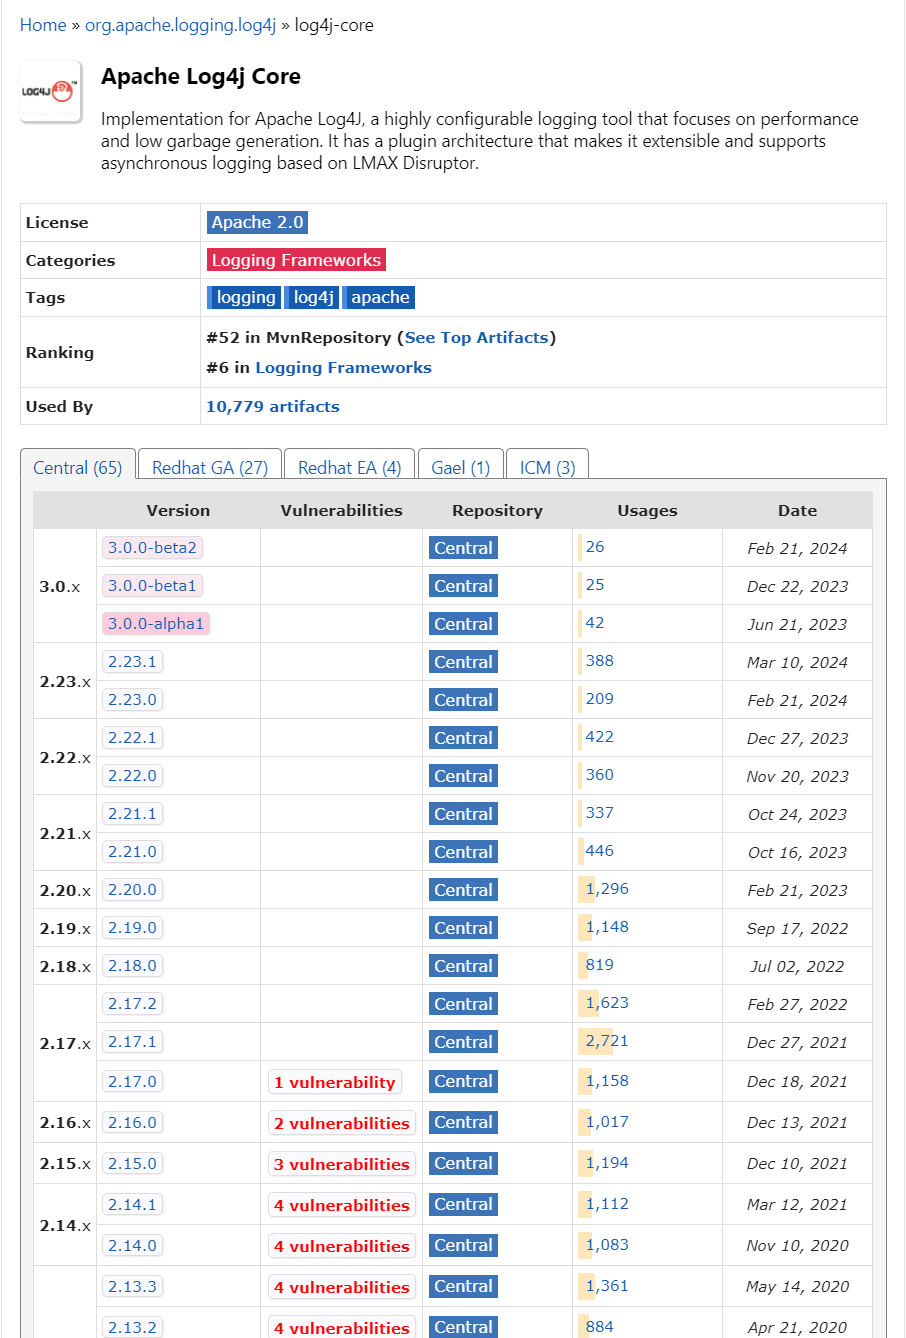 Home » org.apache.logging.log4j » log4j-core
LOG4J™
Apache Log4j Core
Implementation for Apache Log4J, a highly configurable logging tool that focuses on performance
and low garbage generation. It has a plugin architecture that makes it extensible and supports
asynchronous logging based on LMAX Disruptor.
License Apache 2.0
Categories Logging Frameworks
Tags logging log4j apache
Ranking
#52 in MvnRepository (See Top Artifacts)
#6 in Logging Frameworks
Used By 10,779 artifacts
Central (65) Redhat GA (27) Redhat EA (4) Gael (1) ICM (3)
Version Vulnerabilities Repository Usages Date
3.0.x
3.0.0-beta2 Central 26 Feb 21, 2024
3.0.0-beta1 Central 25 Dec 22, 2023
3.0.0-alpha1 Central 42 Jun 21, 2023
2.23.x
2.23.1 Central 388 Mar 10, 2024
2.23.0 Central 209 Feb 21, 2024
2.22.x
2.22.1 Central 422 Dec 27, 2023
2.22.0 Central 360 Nov 20, 2023
2.21.x
2.21.1 Central 337 Oct 24, 2023
2.21.0 Central 446 Oct 16, 2023
2.20.x 2.20.0 Central 1,296 Feb 21, 2023
2.19.x 2.19.0 Central 1,148 Sep 17, 2022
2.18.x 2.18.0 Central 819 Jul 02, 2022
2.17.x
2.17.2 Central 1,623 Feb 27, 2022
2.17.1 Central 2,721 Dec 27, 2021
2.17.0 1 vulnerability Central 1,158 Dec 18, 2021
2.16.x 2.16.0 2 vulnerabilities Central 1,017 Dec 13, 2021
2.15.x 2.15.0 3 vulnerabilities Central 1,194 Dec 10, 2021
2.14.x
2.14.1 4 vulnerabilities Central 1,112 Mar 12, 2021
2.14.0 4 vulnerabilities Central 1,083 Nov 10, 2020
2.13.3 4 vulnerabilities Central 1,361 May 14, 2020
2.13.2 4 vulnerabilities Central 884 Apr 21, 2020